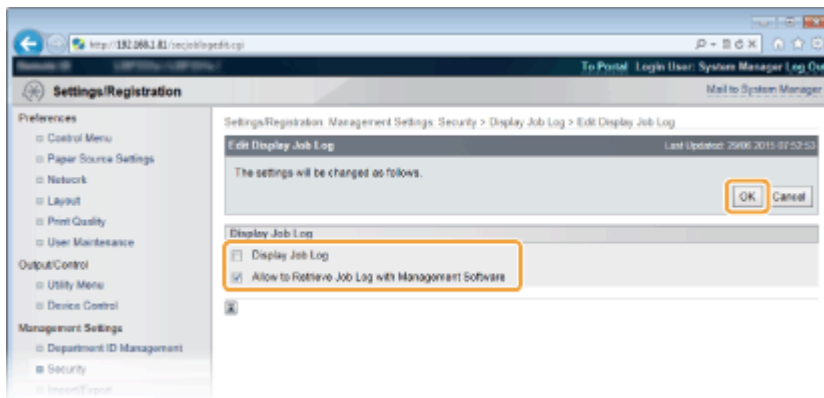 http://192.168.1.81/secjoblogedit.cgi
To Portal Login User: System Manager Log Ou
Settings/Registration
Mail to System Manager
Preferences
Control Menu
Paper Source Settings
Network
Layout
Print Quality
User Maintenance
Output/Control
Utility Menu
Device Control
Management Settings
Department ID Management
Security
Import/Export
Settings/Registration: Management Settings: Security > Display Job Log > Edit Display Job Log
Edit Display Job Log
Last Updated: 29/06 2015 07:52:53
The settings will be changed as follows.
OK
Cancel
Display Job Log
Display Job Log
Allow to Retrieve Job Log with Management Software